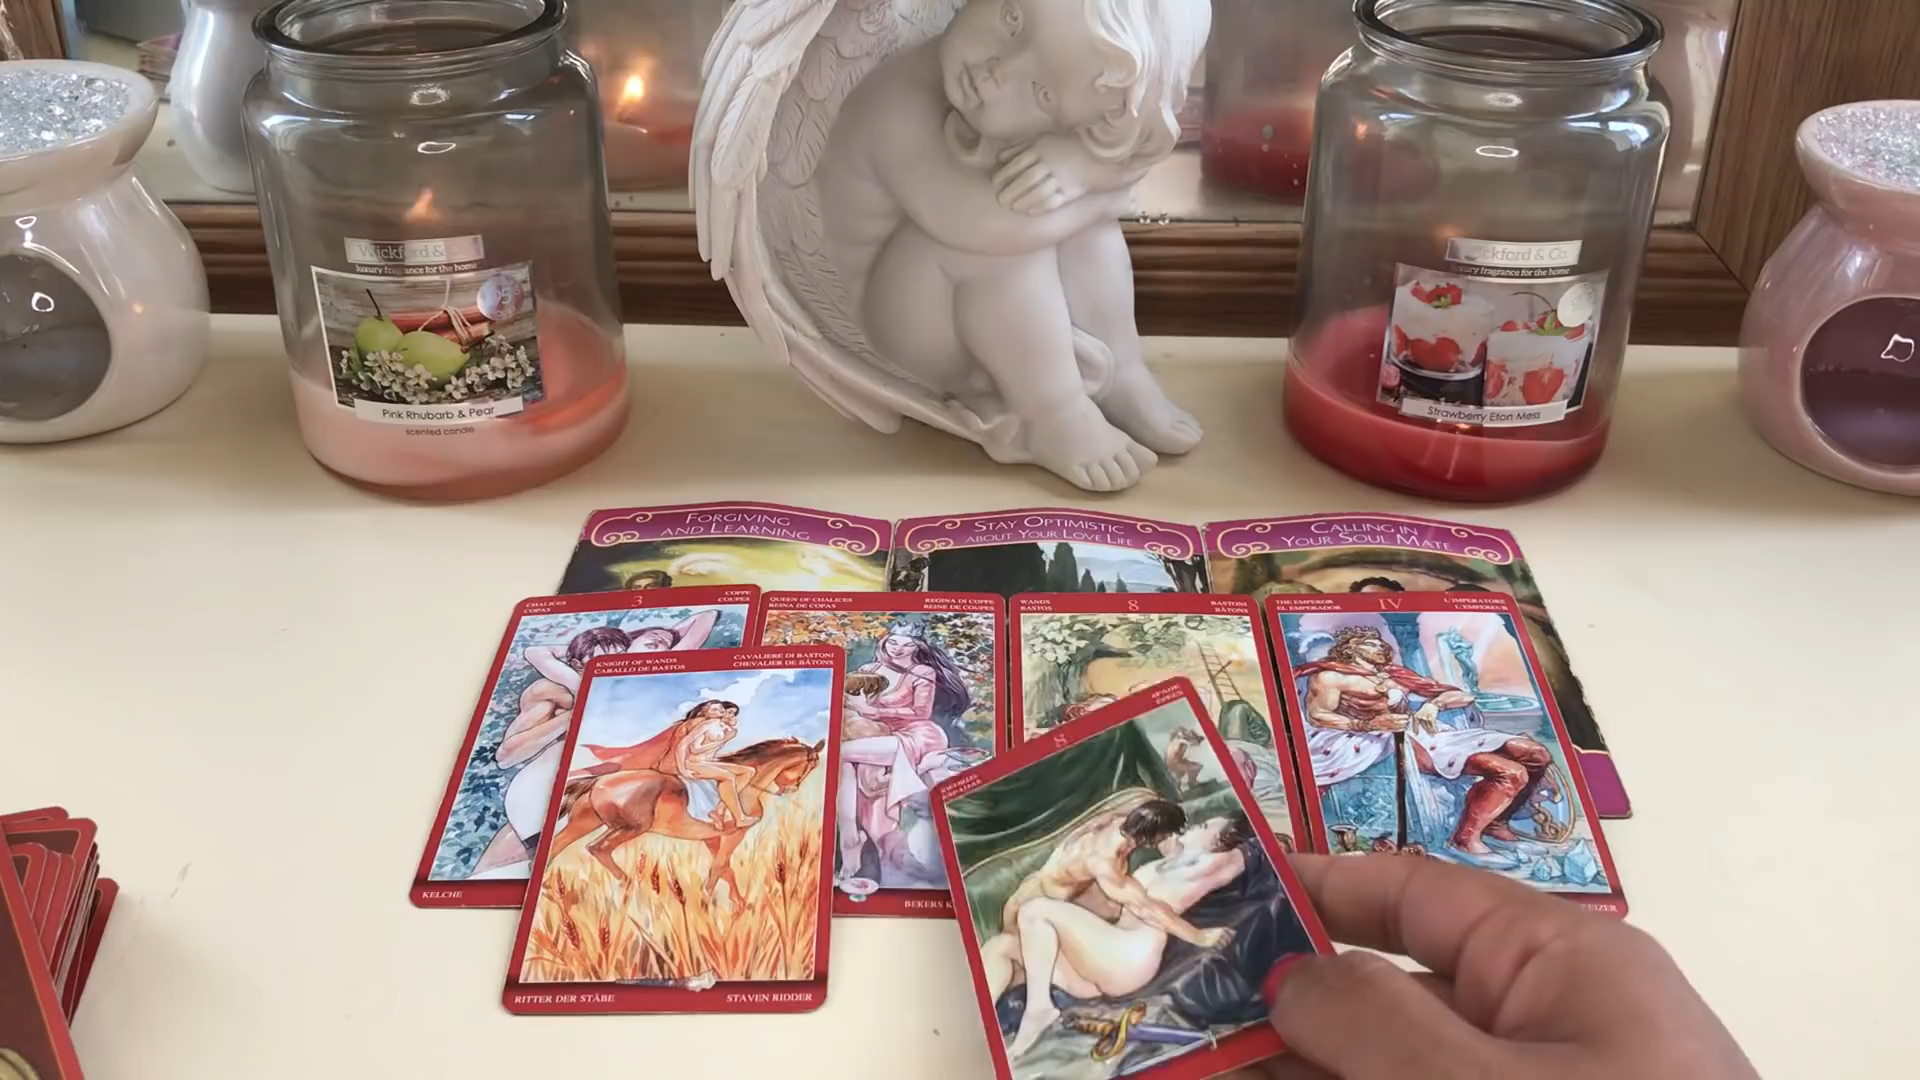 Wickford &
luxury fragrance for the home
Pink Rhubarb & Pear
scented candle
ckford & Co.
luxury fragrance for the home
Strawberry Eton Mess
FORGIVING
AND LEARNING
STAY OPTIMISTIC
ABOUT YOUR LOVE LIFE
CALLING IN
YOUR SOUL MATE
CHALICES
COPAS
3
COPPE
COUPES
KELCHE
QUEEN OF CHALICES
REINA DE COPAS
REGINA DI COPPE
REINE DE COUPES
BEKERS K
WANDS
BASTOS
8
BASTONI
BÂTONS
THE EMPEROR
EL EMPERADOR
IV
L'IMPERATORE
L'EMPEREUR
EIZER
KNIGHT OF WANDS
CABALLO DE BASTOS
CAVALIERE DI BASTONI
CHEVALIER DE BÂTONS
RITTER DER STÄBE
STAVEN RIDDER
8